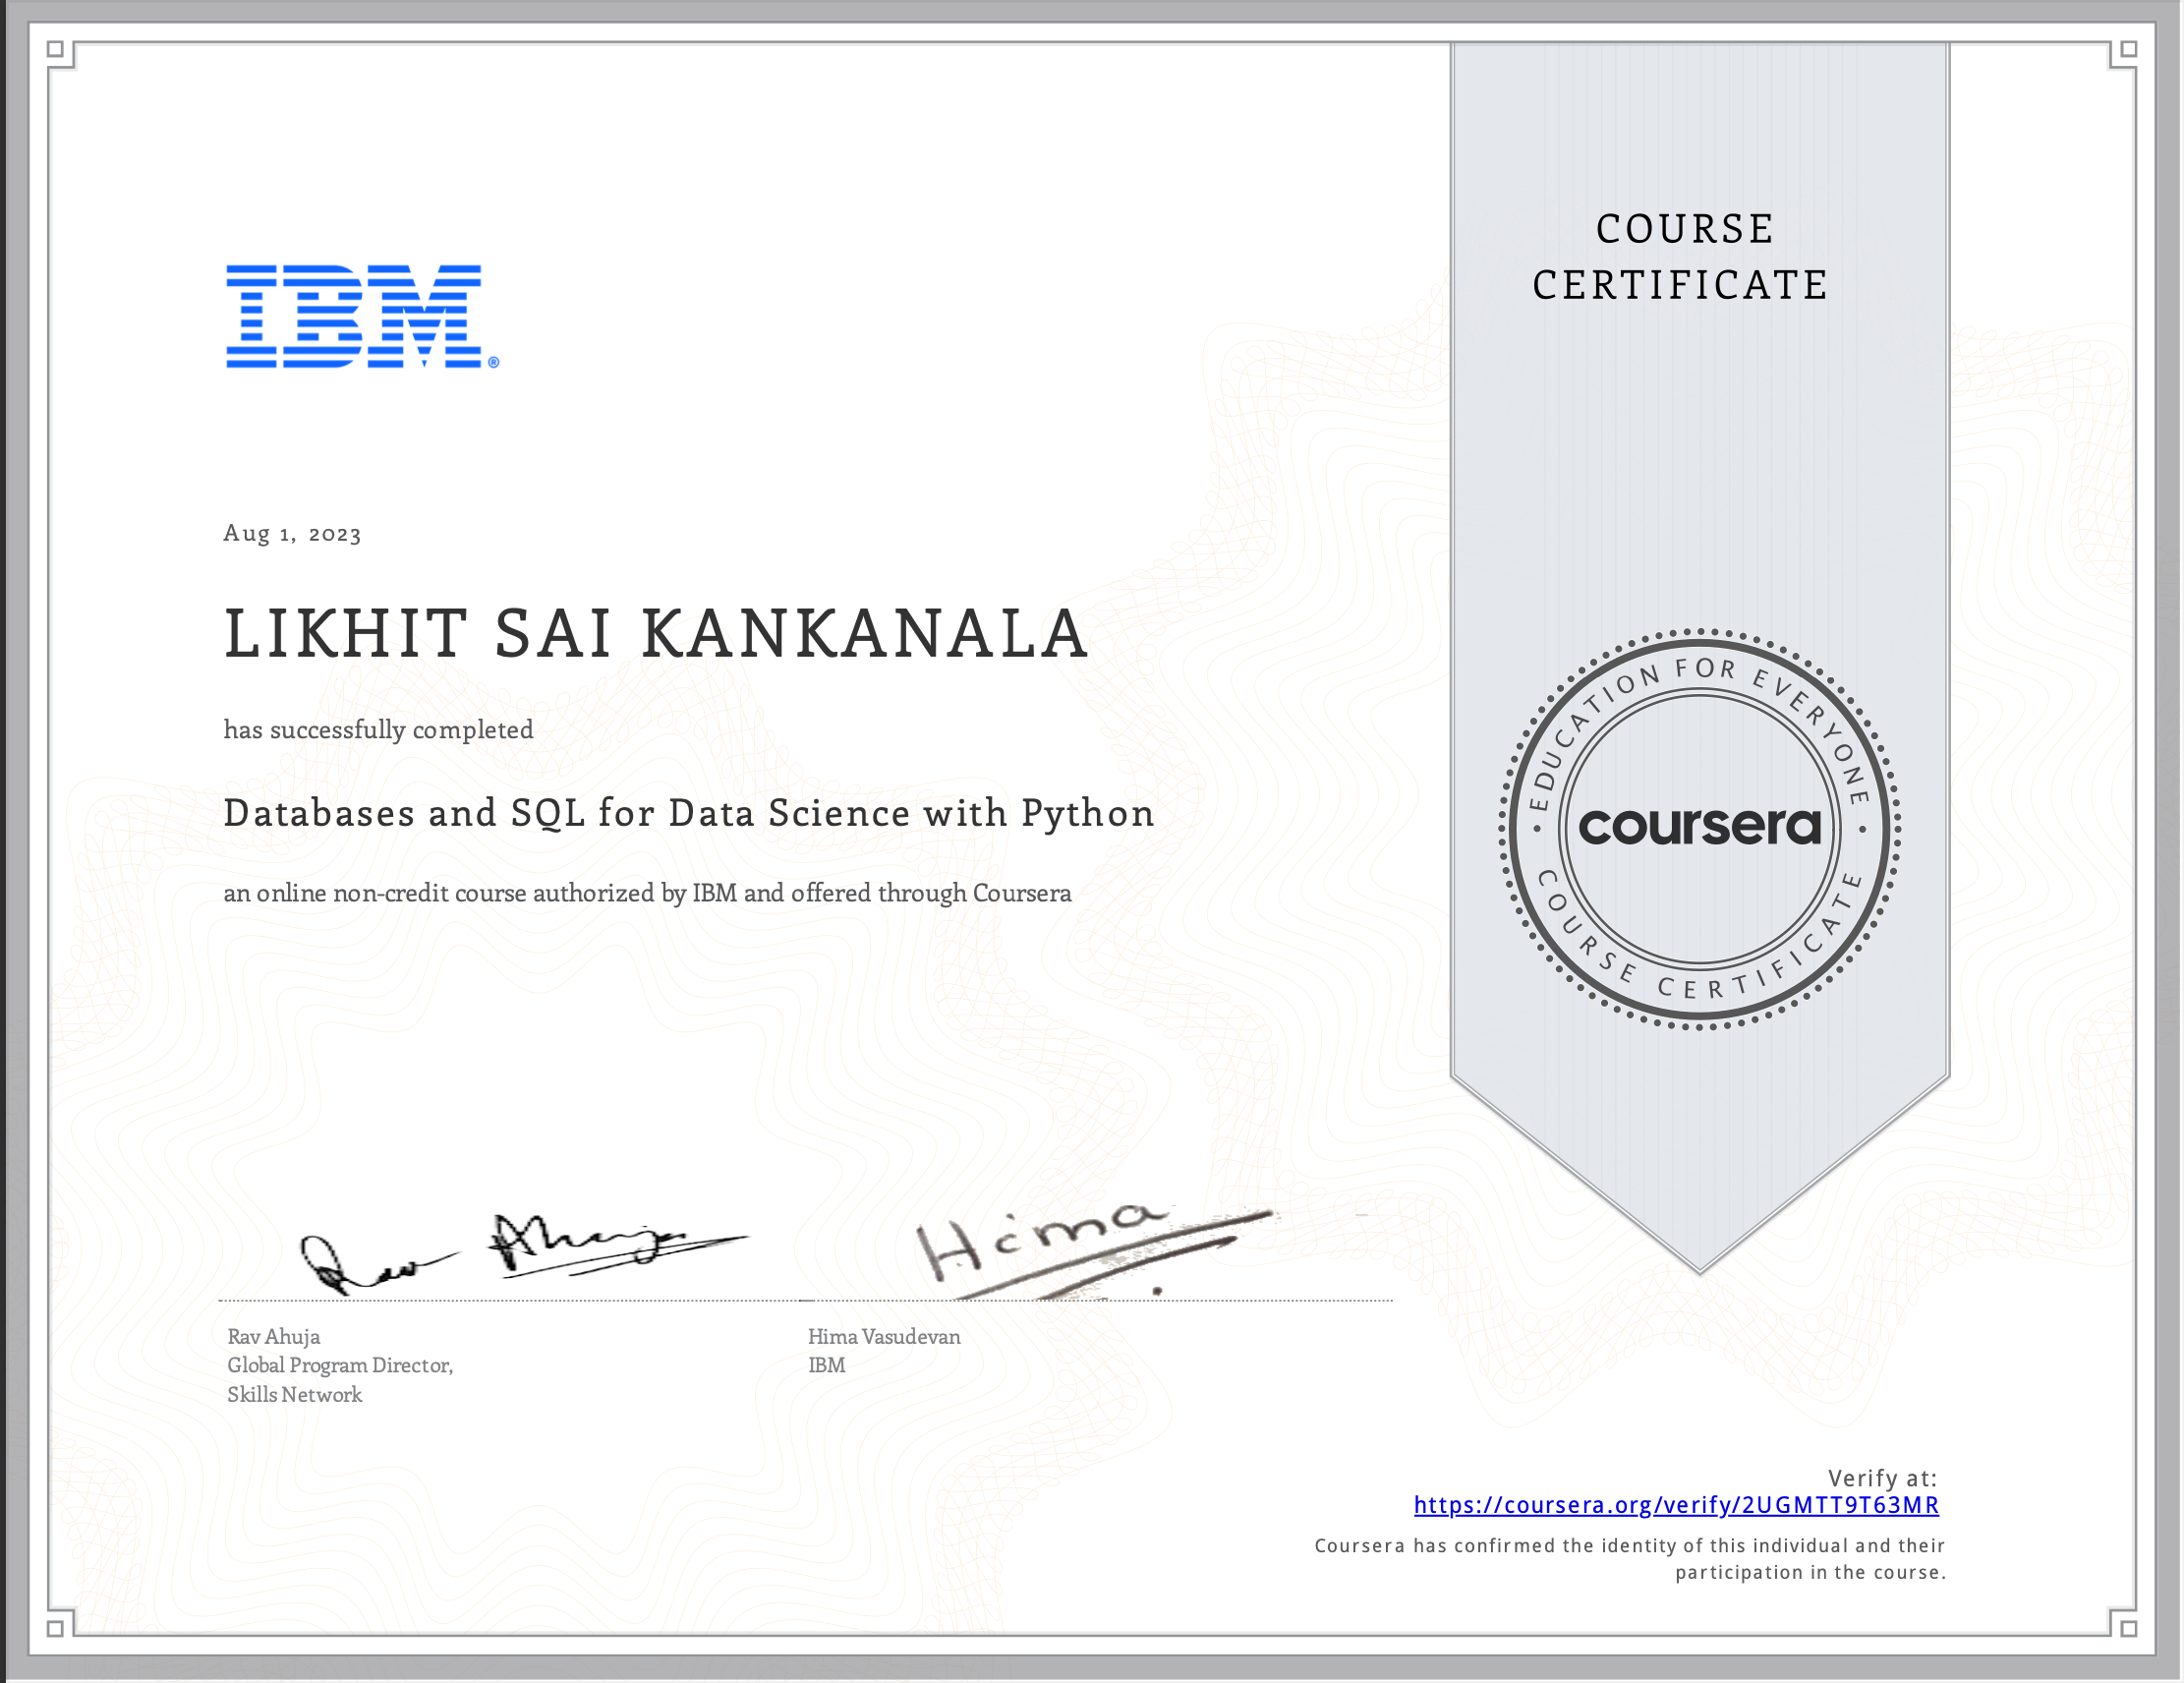 IBM®
COURSE
CERTIFICATE
Aug 1, 2023
LIKHIT SAI KANKANALA
has successfully completed
Databases and SQL for Data Science with Python
an online non-credit course authorized by IBM and offered through Coursera
EDUCATION FOR EVERYONE
coursera
COURSE CERTIFICATE
Rav Ahuja
Hima
Rav Ahuja
Global Program Director,
Skills Network
Hima Vasudevan
IBM
Verify at:
https://coursera.org/verify/2UGMTT9T63MR
Coursera has confirmed the identity of this individual and their
participation in the course.